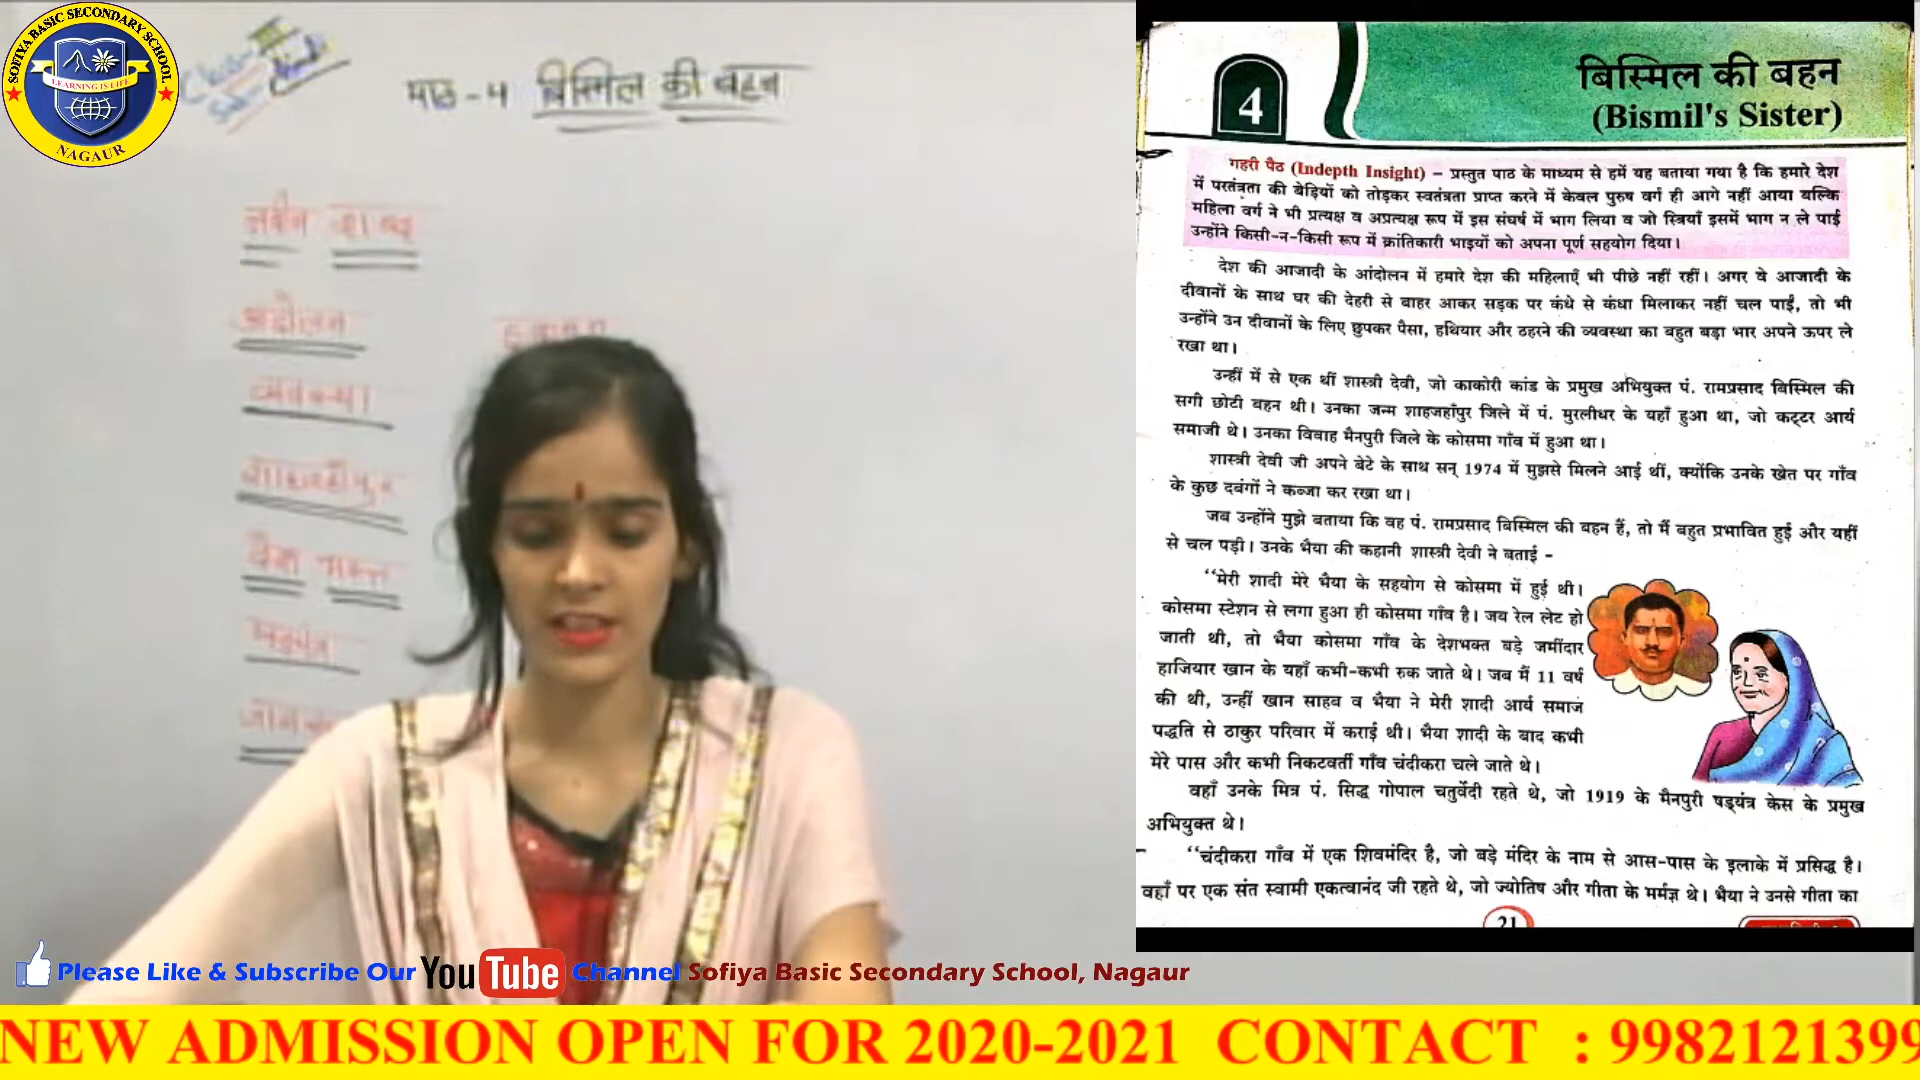 SOFIYA BASIC SECONDARY SCHOOL
LEARNING IS LIFE
NAGAUR
पाठ - 4 बिस्मिल की बहन
नवीन शब्द
आंदोलन
व्यवस्था
शाहजहाँपुर
देश भक्त
षड्यंत्र
4
बिस्मिल की बहन
(Bismil's Sister)
गहरी पैठ (Indepth Insight) – प्रस्तुत पाठ के माध्यम से हमें यह बताया गया है कि हमारे देश
में परतंत्रता की बेड़ियों को तोड़कर स्वतंत्रता प्राप्त करने में केवल पुरुष वर्ग ही आगे नहीं आया बल्कि
महिला वर्ग ने भी प्रत्यक्ष व अप्रत्यक्ष रूप में इस संघर्ष में भाग लिया व जो स्त्रियाँ इसमें भाग न ले पाई
उन्होंने किसी-न-किसी रूप में क्रांतिकारी भाइयों को अपना पूर्ण सहयोग दिया।
देश की आजादी के आंदोलन में हमारे देश की महिलाएँ भी पीछे नहीं रहीं। अगर वे आजादी के
दीवानों के साथ घर की देहरी से बाहर आकर सड़क पर कंधे से कंधा मिलाकर नहीं चल पाईं, तो भी
उन्होंने उन दीवानों के लिए छुपकर पैसा, हथियार और ठहरने की व्यवस्था का बहुत बड़ा भार अपने ऊपर ले
रखा था।
उन्हीं में से एक थीं शास्त्री देवी, जो काकोरी कांड के प्रमुख अभियुक्त पं. रामप्रसाद बिस्मिल की
सगी छोटी बहन थी। उनका जन्म शाहजहाँपुर जिले में पं. मुरलीधर के यहाँ हुआ था, जो कट्टर आर्य
समाजी थे। उनका विवाह मैनपुरी जिले के कोसमा गाँव में हुआ था।
शास्त्री देवी जी अपने बेटे के साथ सन् 1974 में मुझसे मिलने आई थीं, क्योंकि उनके खेत पर गाँव
के कुछ दबंगों ने कब्जा कर रखा था।
जब उन्होंने मुझे बताया कि वह पं. रामप्रसाद बिस्मिल की बहन हैं, तो मैं बहुत प्रभावित हुई और यहीं
से चल पड़ी। उनके भैया की कहानी शास्त्री देवी ने बताई -
‘‘मेरी शादी मेरे भैया के सहयोग से कोसमा में हुई थी।
कोसमा स्टेशन से लगा हुआ ही कोसमा गाँव है। जब रेल लेट हो
जाती थी, तो भैया कोसमा गाँव के देशभक्त बड़े जमींदार
हाजियार खान के यहाँ कभी-कभी रुक जाते थे। जब मैं 11 वर्ष
की थी, उन्हीं खान साहब व भैया ने मेरी शादी आर्य समाज
पद्धति से ठाकुर परिवार में कराई थी। भैया शादी के बाद कभी
मेरे पास और कभी निकटवर्ती गाँव चंदीकरा चले जाते थे।
वहाँ उनके मित्र पं. सिद्ध गोपाल चतुर्वेदी रहते थे, जो 1919 के मैनपुरी षड्यंत्र केस के प्रमुख
अभियुक्त थे।
‘‘चंदीकरा गाँव में एक शिवमंदिर है, जो बड़े मंदिर के नाम से आस-पास के इलाके में प्रसिद्ध है।
वहाँ पर एक संत स्वामी एकत्वानंद जी रहते थे, जो ज्योतिष और गीता के मर्मज्ञ थे। भैया ने उनसे गीता का
21
Please Like & Subscribe Our YouTube Channel Sofiya Basic Secondary School, Nagaur
NEW ADMISSION OPEN FOR 2020-2021 CONTACT : 9982121399